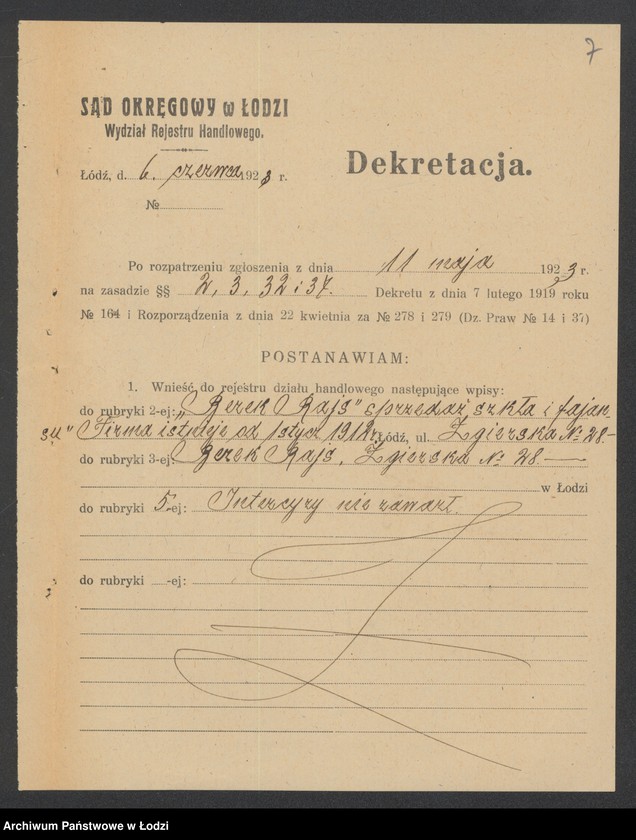 7
SĄD OKRĘGOWY w ŁODZI
Wydział Rejestru Handlowego.
Dekretacja.
Łódź, d. 6. czerwca 1923 r.
№
Po rozpatrzeniu zgłoszenia z dnia 11 maja 1923 r.
na zasadzie §§ 2, 3, 32 i 37. Dekretu z dnia 7 lutego 1919 roku
№ 164 i Rozporządzenia z dnia 22 kwietnia za № 278 i 279 (Dz. Praw № 14 i 37)
POSTANAWIAM:
1. Wnieść do rejestru działu handlowego następujące wpisy:
do rubryki 2-ej: „Berek Rajs" sprzedaż szkła i fajan
su" Firma istnieje od 1 stycz 1912 r. Łódź, ul. Zgierska № 28.-
do rubryki 3-ej: Berek Rajs, Zgierska № 28.—
w Łodzi
do rubryki 5-ej: Intercyzy nie zawarł.
do rubryki -ej:
Archiwum Państwowe w Łodzi